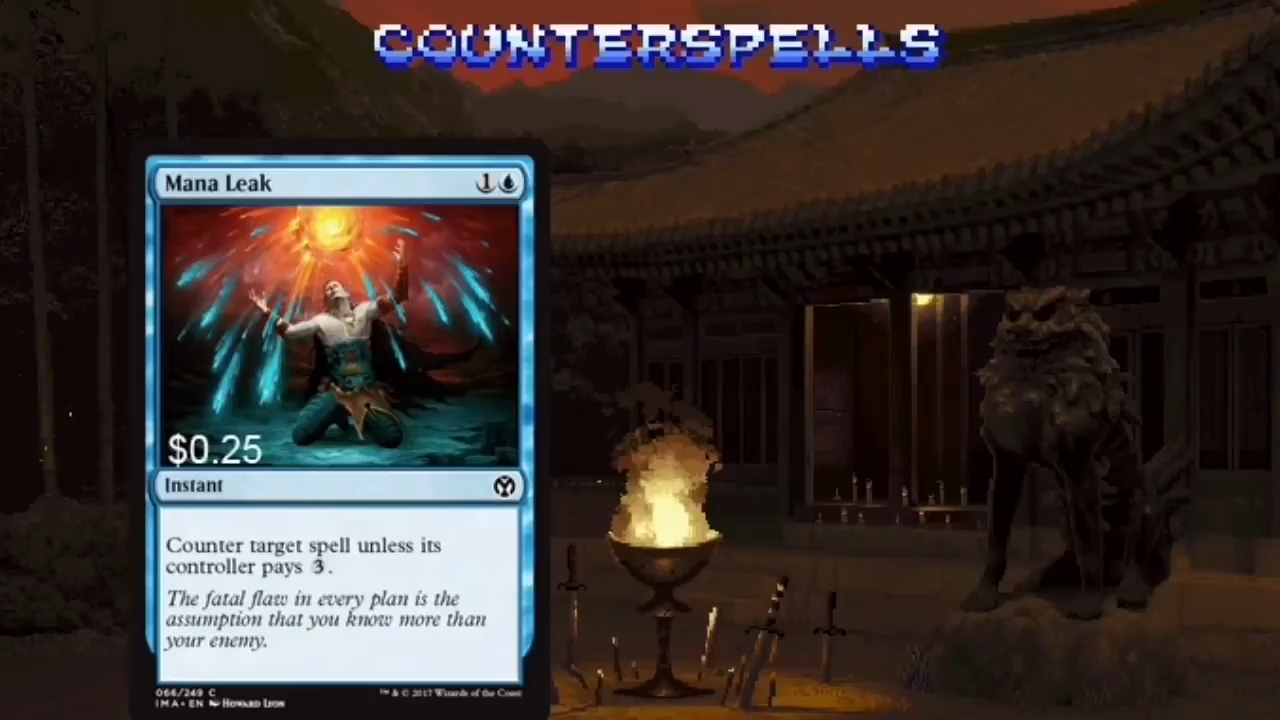 COUNTERSPELLS
Mana Leak 1
$0.25
Instant
Counter target spell unless its
controller pays 3.
The fatal flaw in every plan is the
assumption that you know more than
your enemy.
066/249 C
IMA • EN Howard Lyon
™ & © 2017 Wizards of the Coast